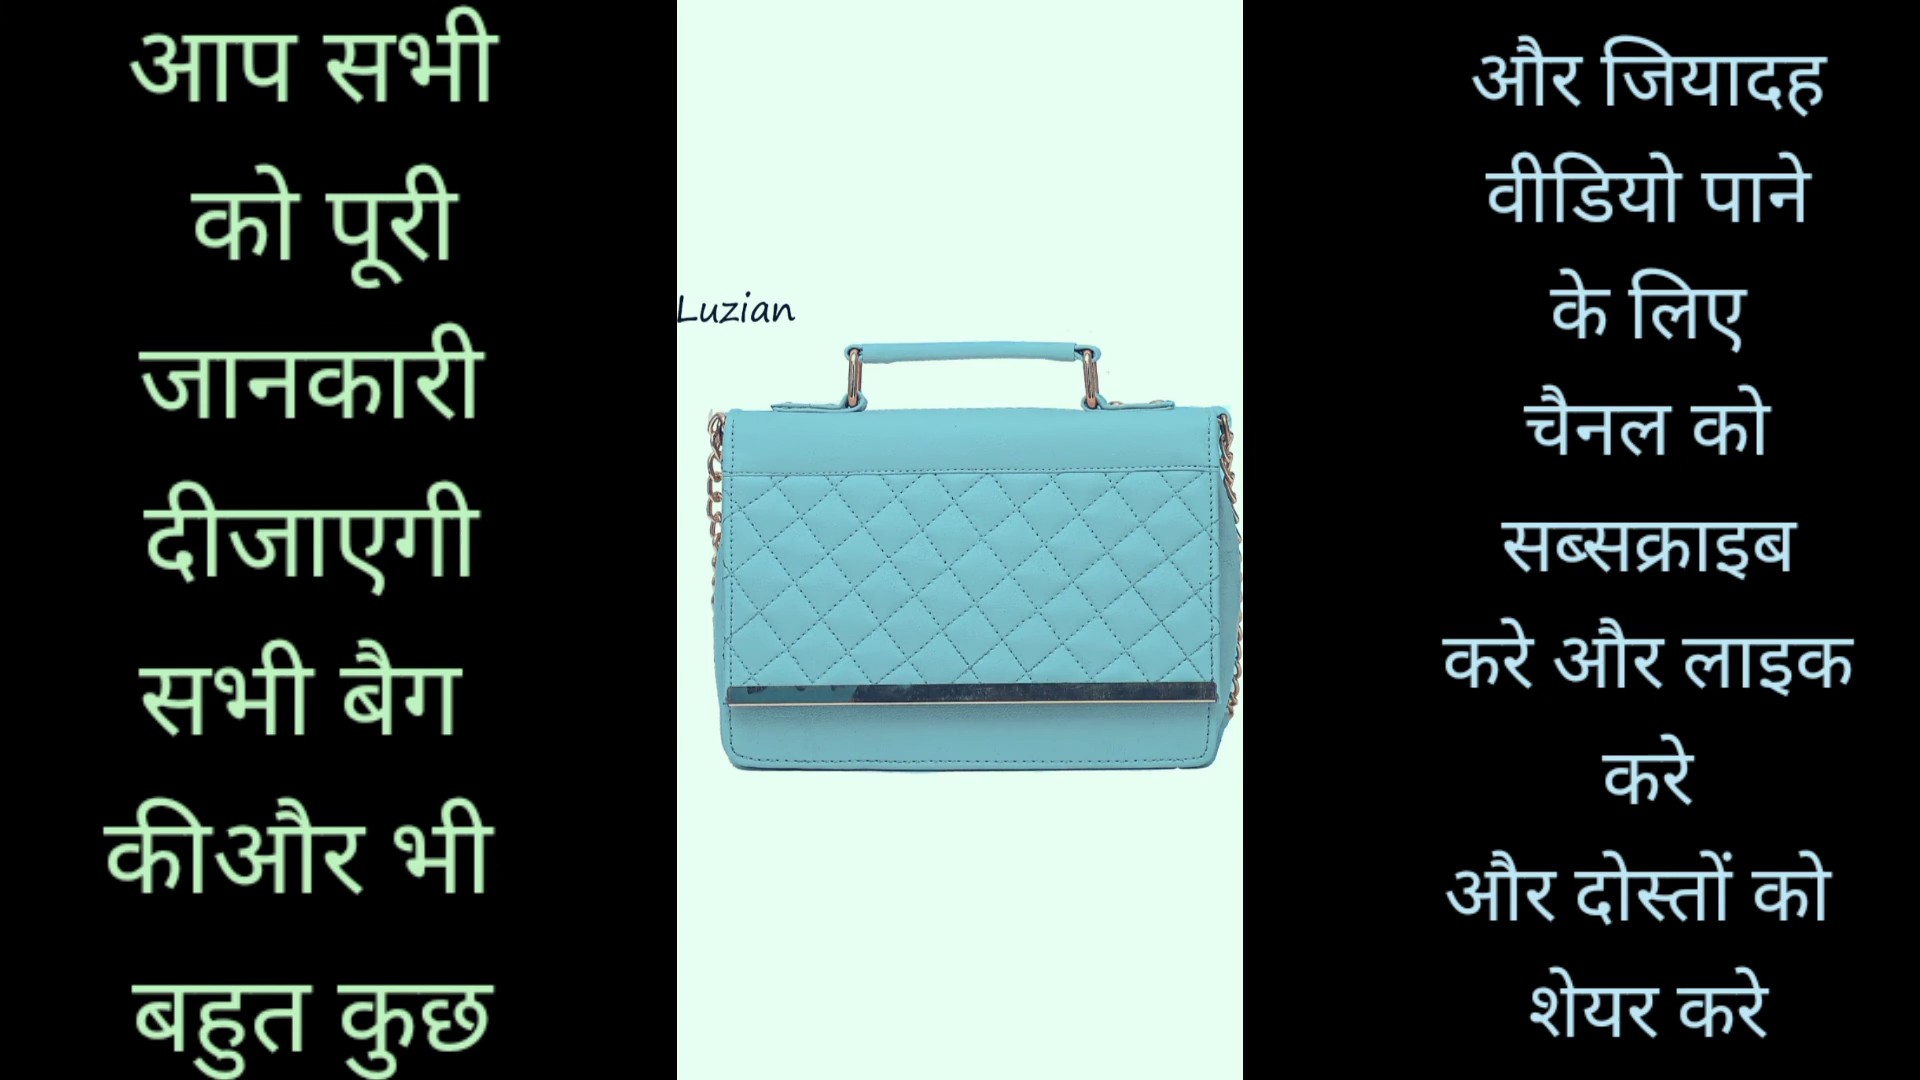 आप सभी
को पूरी
जानकारी
दीजाएगी
सभी बैग
कीऔर भी
बहुत कुछ
Luzian
और जियादह
वीडियो पाने
के लिए
चैनल को
सब्सक्राइब
करे और लाइक
करे
और दोस्तों को
शेयर करे